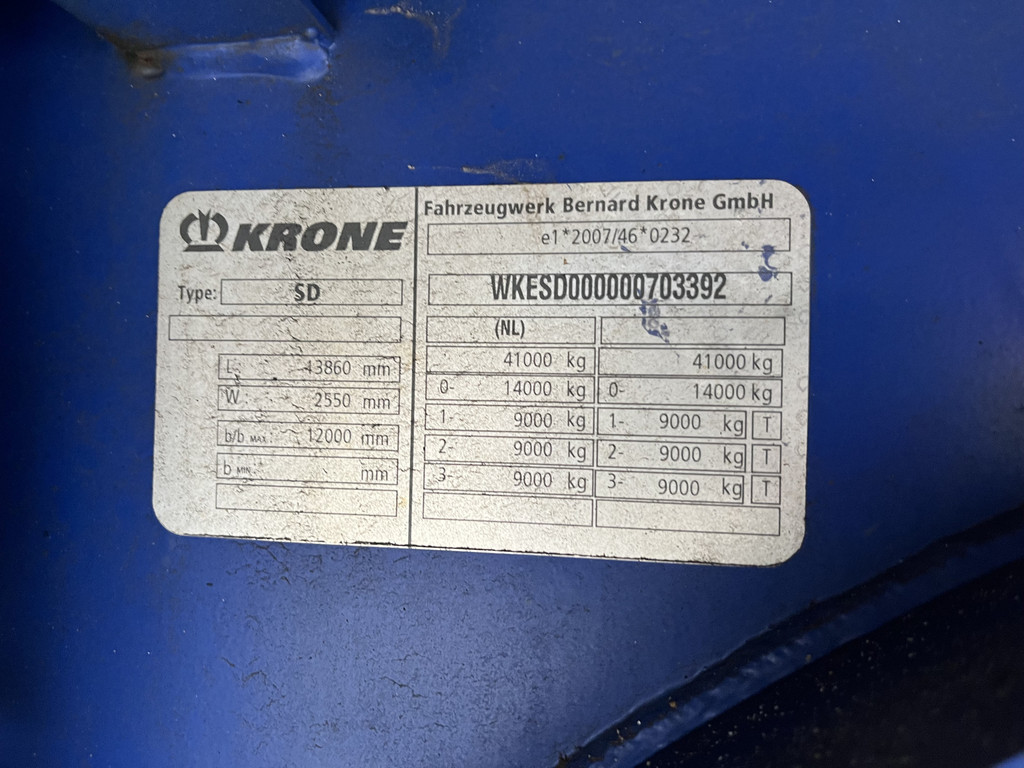 KRONE
Type: SD
L 13860 mm
W 2550 mm
b/b MAX. 12000 mm
b MIN. mm
Fahrzeugwerk Bernard Krone GmbH
e1*2007/46*0232
WKESD000000703392
(NL)
41000 kg 41000 kg
0- 14000 kg 0- 14000 kg
1- 9000 kg 1- 9000 kg T
2- 9000 kg 2- 9000 kg T
3- 9000 kg 3- 9000 kg T